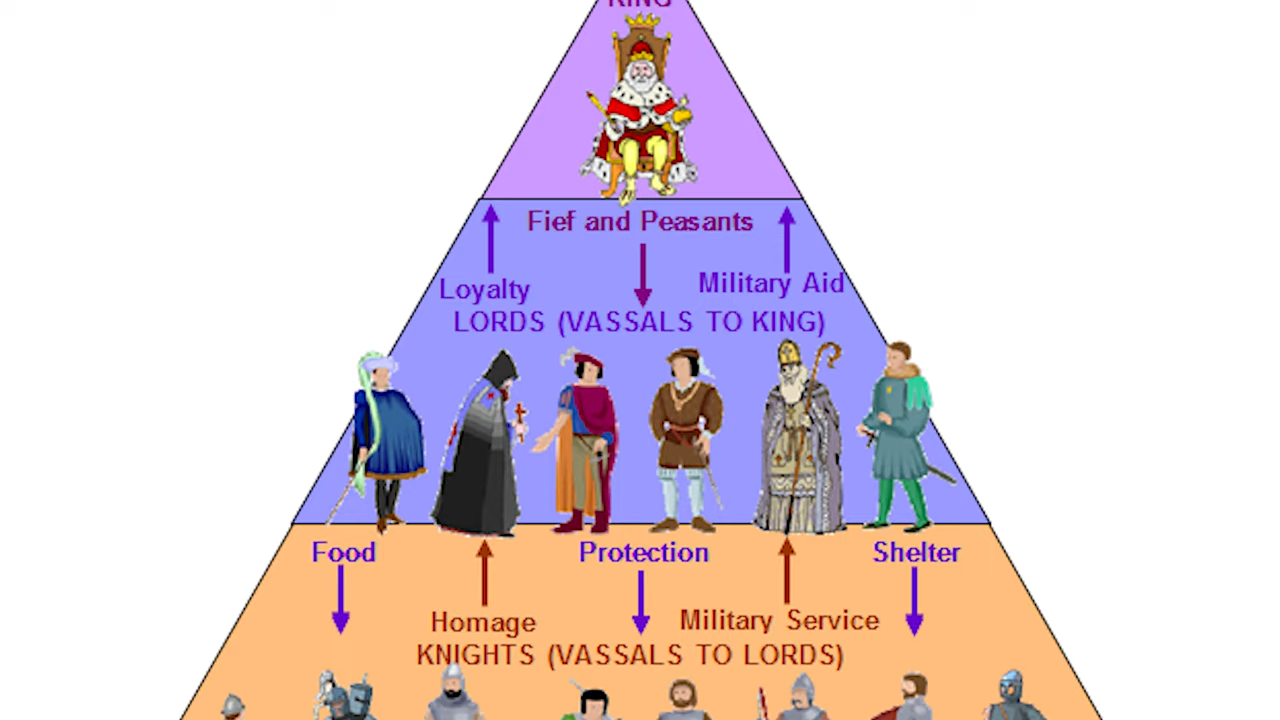 KING
Fief and Peasants
Loyalty
Military Aid
LORDS (VASSALS TO KING)
Food
Protection
Shelter
Homage
Military Service
KNIGHTS (VASSALS TO LORDS)